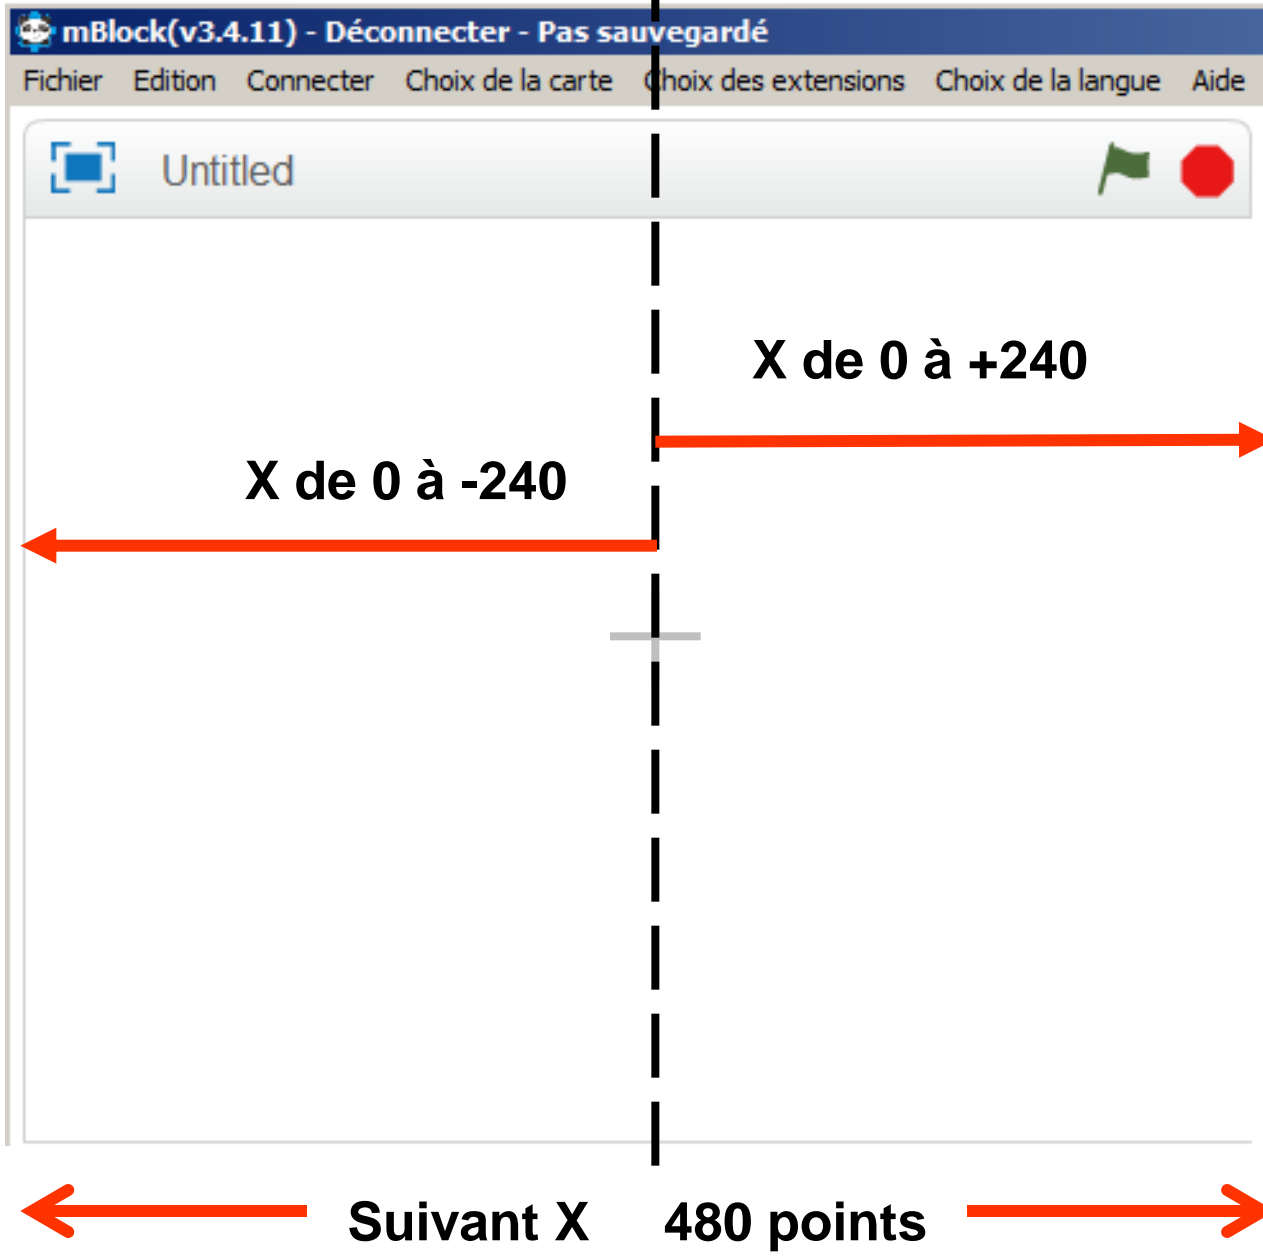 mBlock(v3.4.11) - Déconnecter - Pas sauvegardé
Fichier Edition Connecter Choix de la carte Choix des extensions Choix de la langue Aide
Untitled
X de 0 à +240
X de 0 à -240
Suivant X 480 points